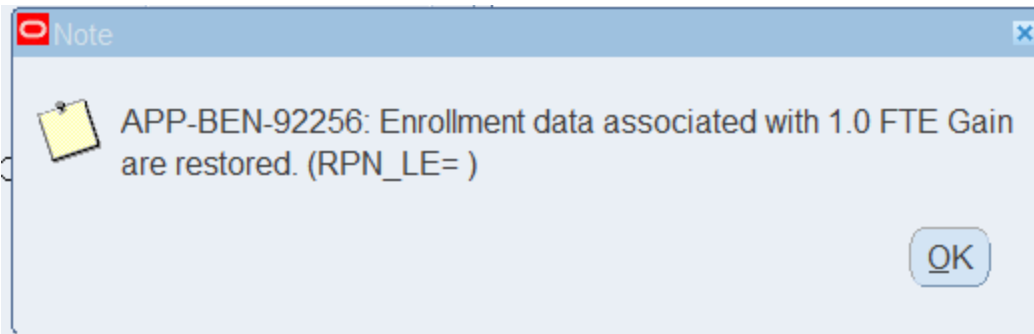 Note
APP-BEN-92256: Enrollment data associated with 1.0 FTE Gain
are restored. (RPN_LE= )
OK